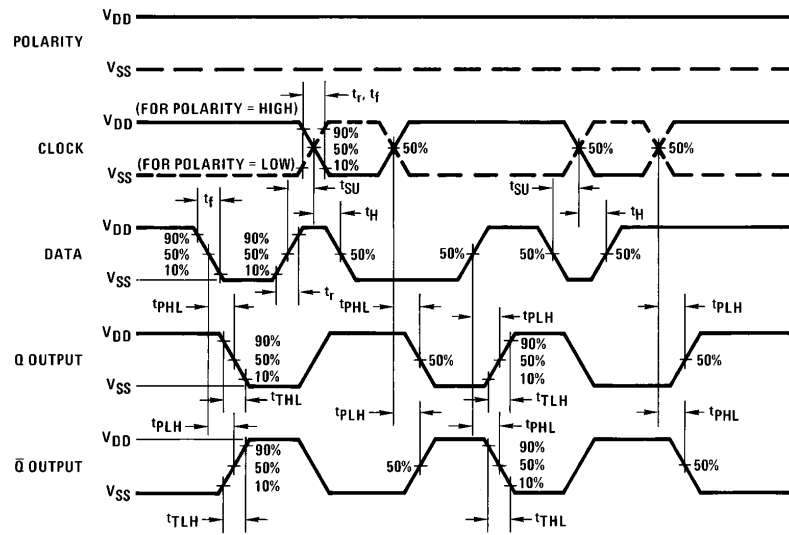 VDD
POLARITY
VSS
tr, tf
(FOR POLARITY = HIGH)
VDD
90%
CLOCK
50%
50%
50%
50%
(FOR POLARITY = LOW)
10%
VSS
tf
tSU
tH
tSU
tH
VDD
90%
90%
DATA
50%
50%
50%
50%
50%
50%
10%
10%
VSS
tr
tPHL
tPHL
tPLH
tPLH
VDD
90%
90%
Q OUTPUT
50%
50%
50%
50%
10%
10%
VSS
tTHL
tTLH
tPLH
tPLH
tPHL
tPHL
VDD
90%
90%
Q̄ OUTPUT
50%
50%
50%
50%
10%
10%
VSS
tTLH
tTHL